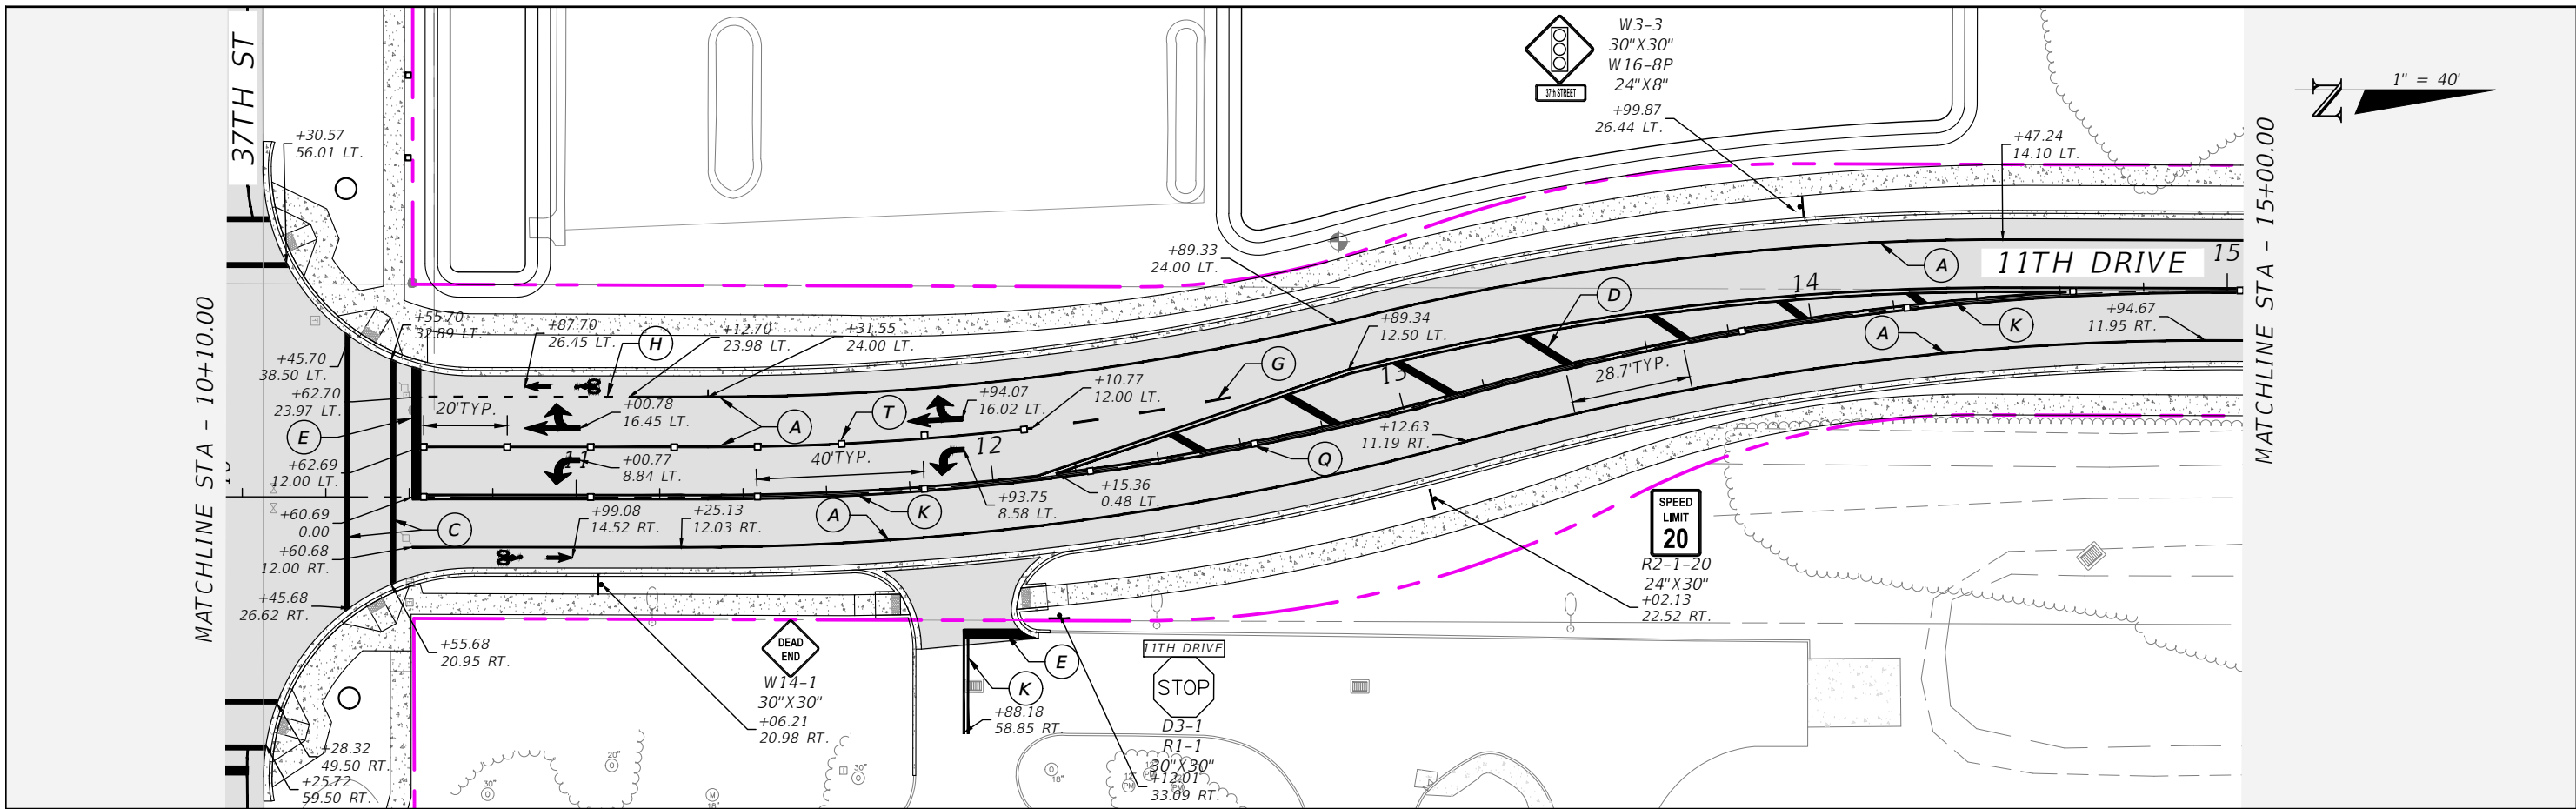 37TH ST
+30.57
56.01 LT.
W3-3
30"X30"
W16-8P
24"X8"
37th STREET
+99.87
26.44 LT.
1" = 40'
N
+47.24
14.10 LT.
MATCHLINE STA - 10+10.00
MATCHLINE STA - 15+00.00
+55.70
32.89 LT.
+87.70
26.45 LT.
H
+12.70
23.98 LT.
+31.55
24.00 LT.
+89.33
24.00 LT.
+89.34
12.50 LT.
D
14
A
11TH DRIVE
15
+45.70
38.50 LT.
+62.70
23.97 LT.
E
20'TYP.
+00.78
16.45 LT.
A
T
+94.07
16.02 LT.
+10.77
12.00 LT.
G
13
28.7'TYP.
A
K
+94.67
11.95 RT.
+62.69
12.00 LT.
11
+00.77
8.84 LT.
40'TYP.
12
+12.63
11.19 RT.
Q
+60.69
0.00
C
+99.08
14.52 RT.
+25.13
12.03 RT.
A
K
+93.75
8.58 LT.
+15.36
0.48 LT.
+60.68
12.00 RT.
+45.68
26.62 RT.
SPEED
LIMIT
20
R2-1-20
24"X30"
+02.13
22.52 RT.
+55.68
20.95 RT.
DEAD
END
W14-1
30"X30"
+06.21
20.98 RT.
E
K
+88.18
58.85 RT.
11TH DRIVE
STOP
D3-1
R1-1
30"X30"
+12.01
33.09 RT.
+28.32
49.50 RT.
+25.72
59.50 RT.
30"
20"
M
18"
30"
18"
12"
PM
PM